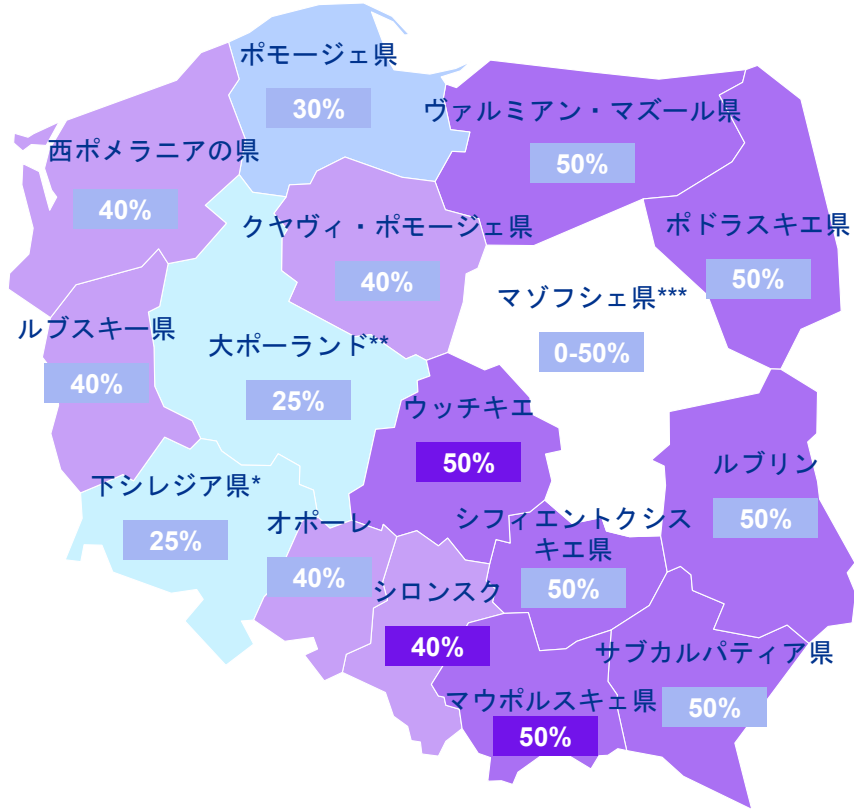 ポモージェ県
30%
ヴァルミアン・マズール県
50%
西ポメラニアの県
40%
クヤヴィ・ポモージェ県
40%
ポドラスキエ県
50%
マゾフシェ県***
0-50%
ルブスキー県
40%
大ポーランド**
25%
ウッチキエ
50%
ルブリン
50%
下シレジア県*
25%
オポーレ
40%
シフィエントクシス
キエ県
50%
シロンスク
40%
サブカルパティア県
50%
マウポルスキェ県
50%